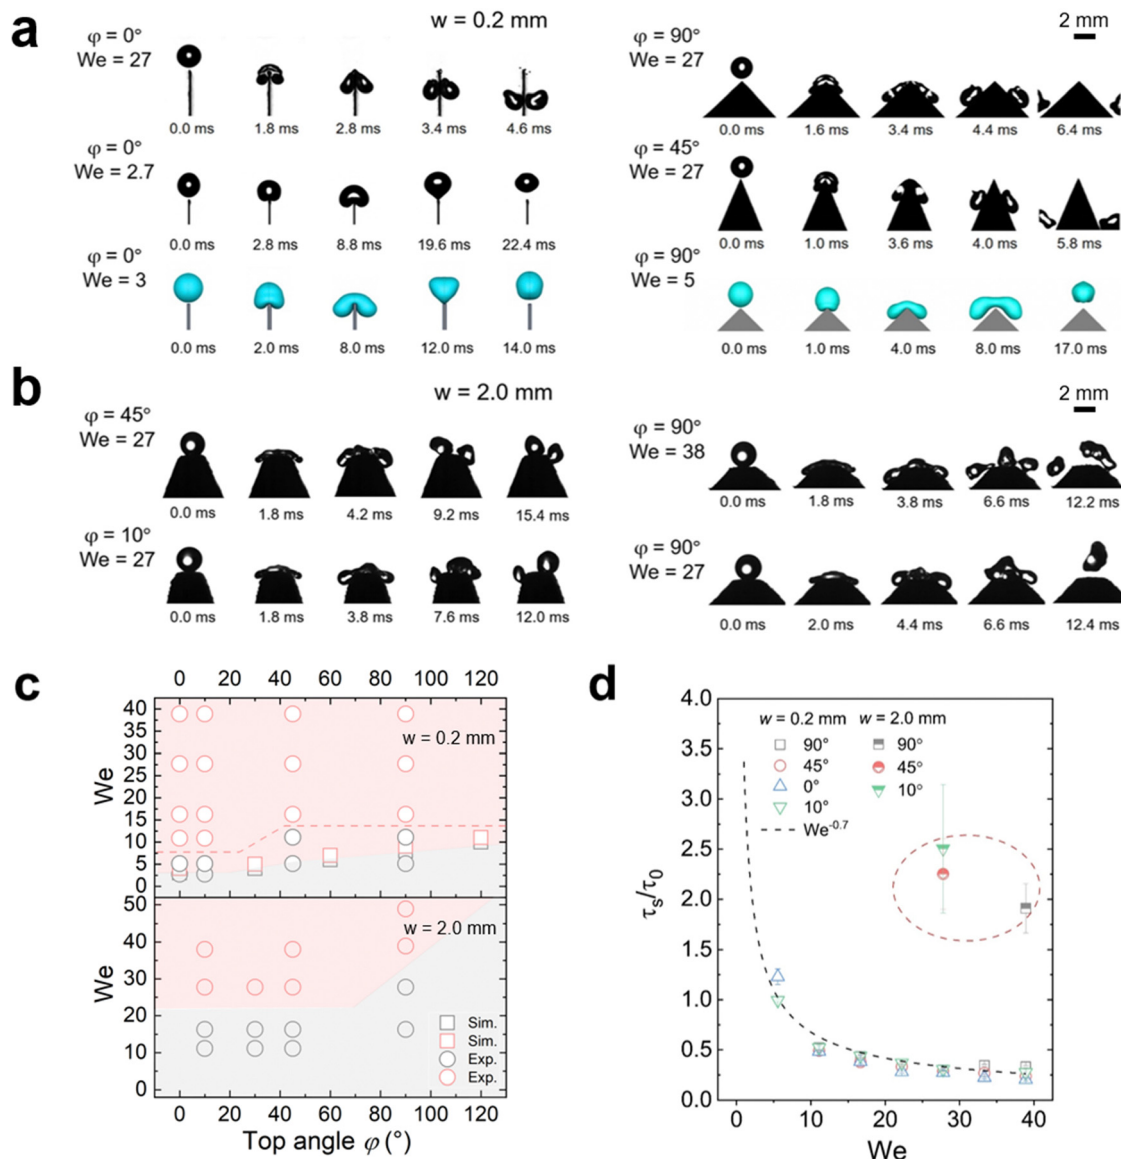 a
w = 0.2 mm
2 mm
φ = 0°
We = 27
0.0 ms 1.8 ms 2.8 ms 3.4 ms 4.6 ms
φ = 0°
We = 2.7
0.0 ms 2.8 ms 8.8 ms 19.6 ms 22.4 ms
φ = 0°
We = 3
0.0 ms 2.0 ms 8.0 ms 12.0 ms 14.0 ms
φ = 90°
We = 27
0.0 ms 1.6 ms 3.4 ms 4.4 ms 6.4 ms
φ = 45°
We = 27
0.0 ms 1.0 ms 3.6 ms 4.0 ms 5.8 ms
φ = 90°
We = 5
0.0 ms 1.0 ms 4.0 ms 8.0 ms 17.0 ms
b
w = 2.0 mm
2 mm
φ = 45°
We = 27
0.0 ms 1.8 ms 4.2 ms 9.2 ms 15.4 ms
φ = 10°
We = 27
0.0 ms 1.8 ms 3.8 ms 7.6 ms 12.0 ms
φ = 90°
We = 38
0.0 ms 1.8 ms 3.8 ms 6.6 ms 12.2 ms
φ = 90°
We = 27
0.0 ms 2.0 ms 4.4 ms 6.6 ms 12.4 ms
c
0 20 40 60 80 100 120
40
35
30
25
20
15
10
5
0
We
w = 0.2 mm
50
40
30
20
10
0
We
w = 2.0 mm
Sim.
Sim.
Exp.
Exp.
0 20 40 60 80 100 120
Top angle φ (°)
d
4.0
3.5
3.0
2.5
2.0
1.5
1.0
0.5
0.0
τs/τ0
w = 0.2 mm w = 2.0 mm
90° 90°
45° 45°
0° 10°
10°
We-0.7
0 10 20 30 40
We